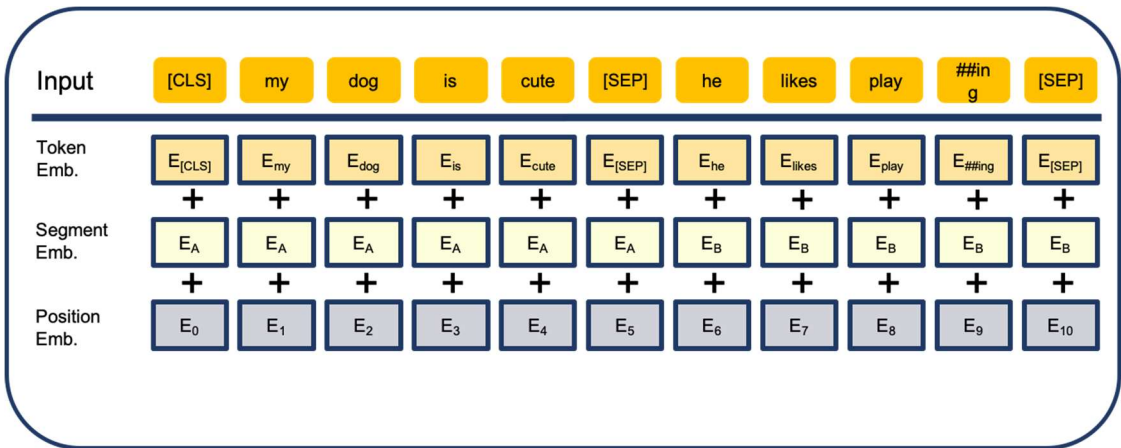 Input [CLS] my dog is cute [SEP] he likes play ##in
g [SEP]
Token
Emb. E[CLS] Emy Edog Eis Ecute E[SEP] Ehe Elikes Eplay E##ing E[SEP]
+ + + + + + + + + + +
Segment
Emb. EA EA EA EA EA EA EB EB EB EB EB
+ + + + + + + + + + +
Position
Emb. E0 E1 E2 E3 E4 E5 E6 E7 E8 E9 E10